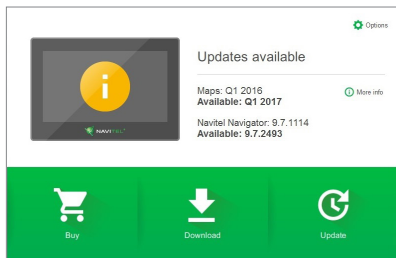 Options
Updates available
Maps: Q1 2016
Available: Q1 2017
More info
Navitel Navigator: 9.7.1114
Available: 9.7.2493
NAVITEL
Buy
Download
Update